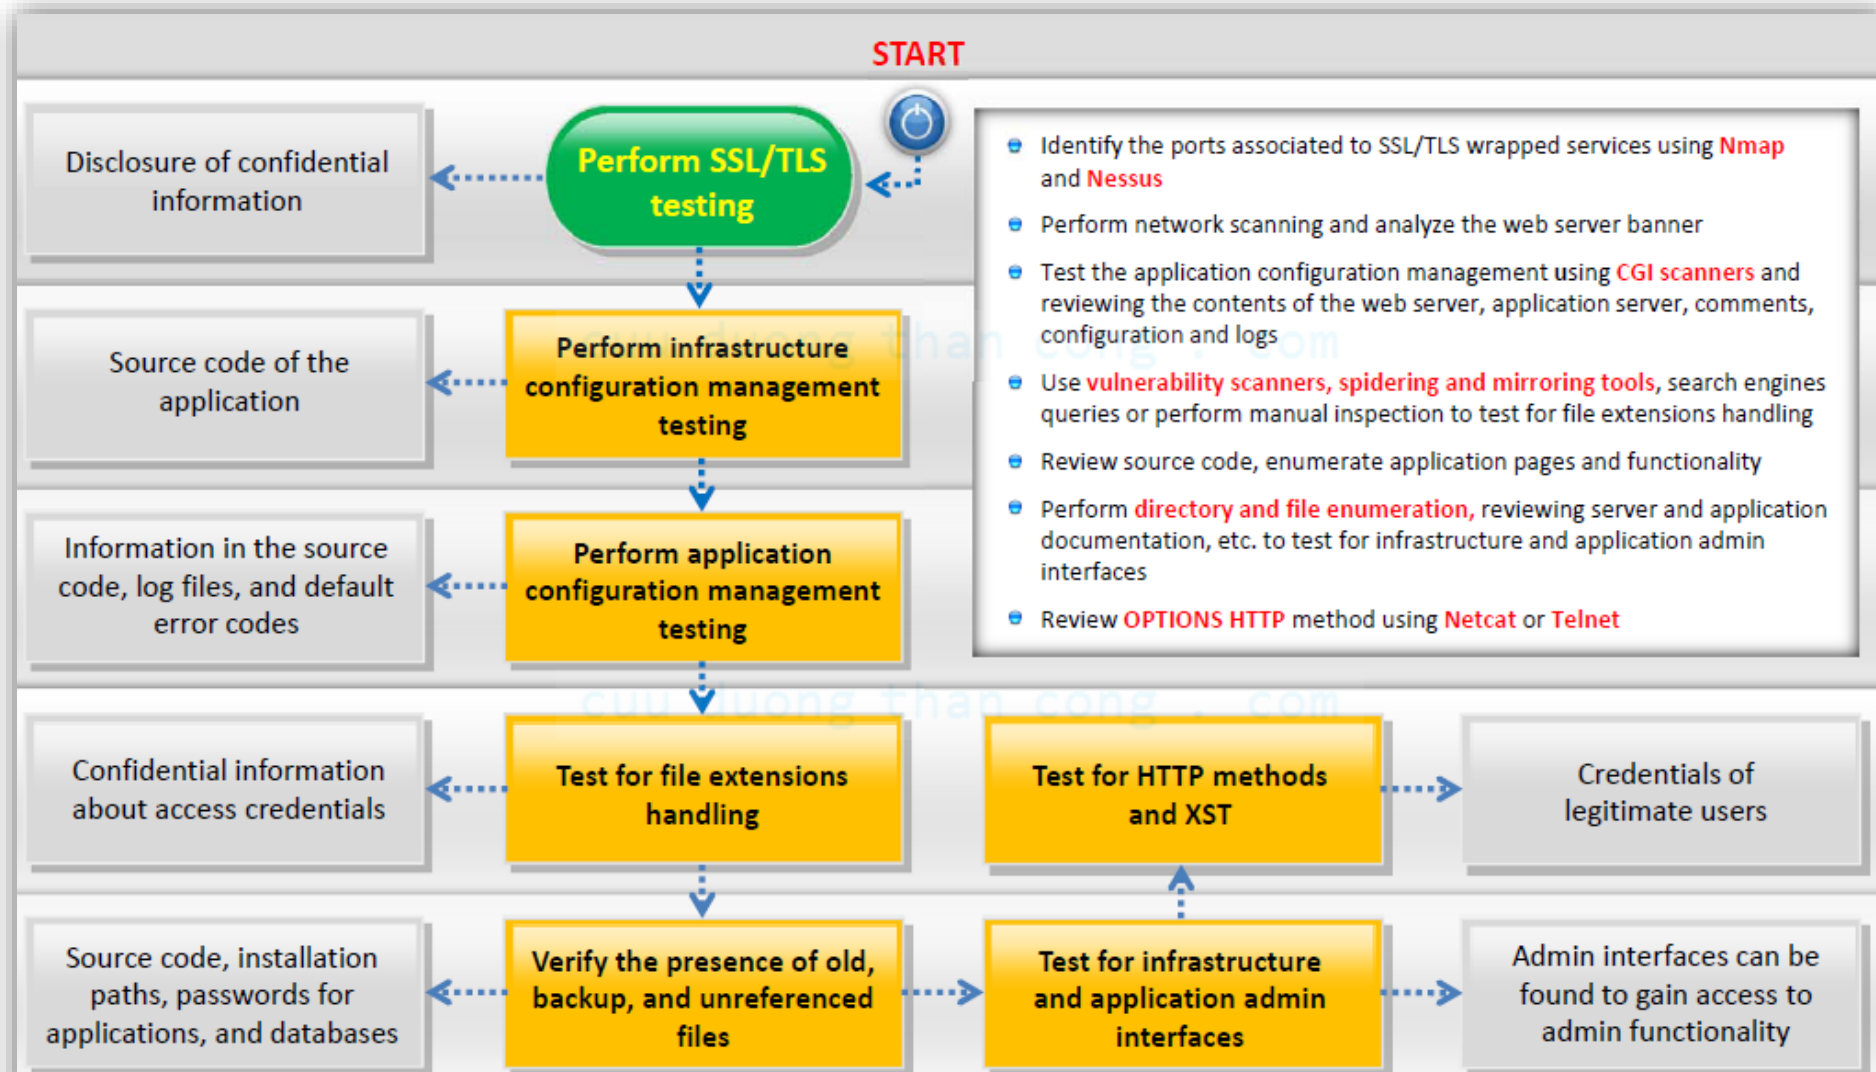 START
Disclosure of confidential
information
Perform SSL/TLS
testing
Identify the ports associated to SSL/TLS wrapped services using Nmap
and Nessus
Perform network scanning and analyze the web server banner
Test the application configuration management using CGI scanners and
reviewing the contents of the web server, application server, comments,
configuration and logs
Use vulnerability scanners, spidering and mirroring tools, search engines
queries or perform manual inspection to test for file extensions handling
Review source code, enumerate application pages and functionality
Perform directory and file enumeration, reviewing server and application
documentation, etc. to test for infrastructure and application admin
interfaces
Review OPTIONS HTTP method using Netcat or Telnet
Source code of the
application
Perform infrastructure
configuration management
testing
cuu duong than cong . com
Information in the source
code, log files, and default
error codes
Perform application
configuration management
testing
cuu duong than cong . com
Confidential information
about access credentials
Test for file extensions
handling
Test for HTTP methods
and XST
Credentials of
legitimate users
Source code, installation
paths, passwords for
applications, and databases
Verify the presence of old,
backup, and unreferenced
files
Test for infrastructure
and application admin
interfaces
Admin interfaces can be
found to gain access to
admin functionality